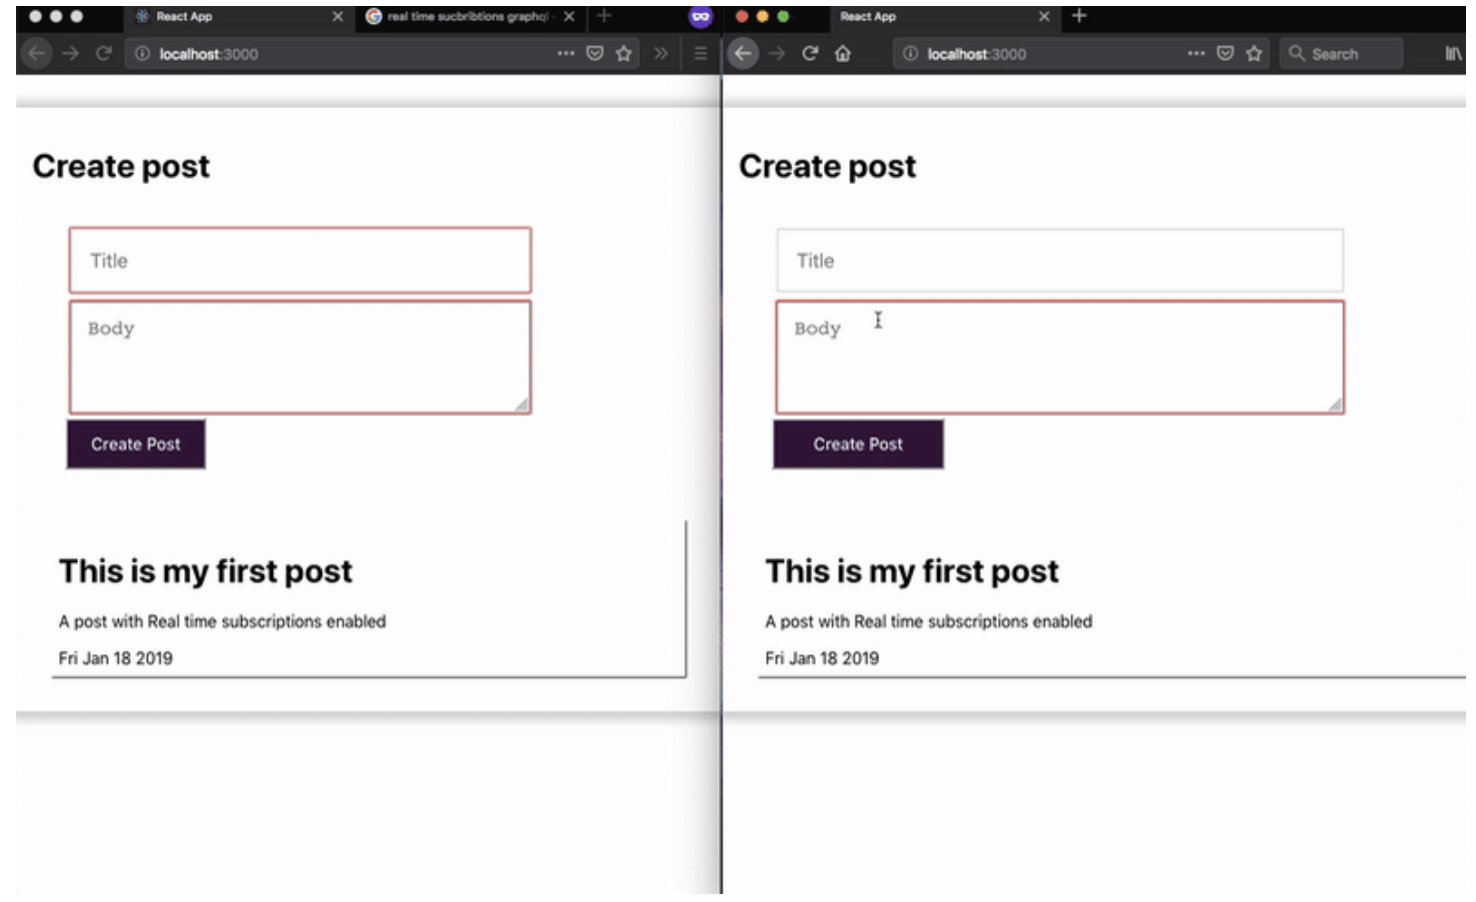 React App
real time sucbribtions graphql -
React App
localhost:3000
localhost:3000
Search
Create post
Title
Body
Create Post
This is my first post
A post with Real time subscriptions enabled
Fri Jan 18 2019
Create post
Title
Body
Create Post
This is my first post
A post with Real time subscriptions enabled
Fri Jan 18 2019